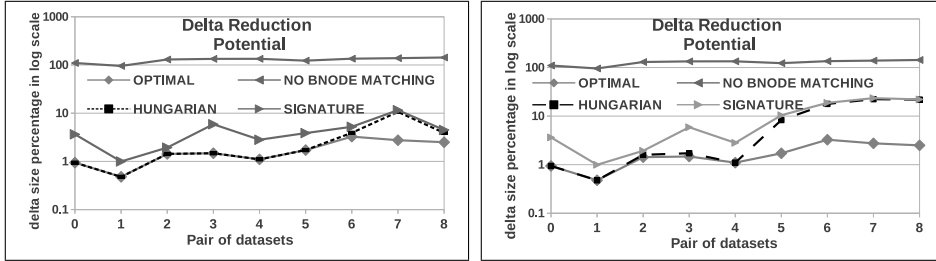 Delta Reduction
Potential
delta size percentage in log scale
1000
100
10
1
0.1
OPTIMAL
NO BNODE MATCHING
HUNGARIAN
SIGNATURE
0 1 2 3 4 5 6 7 8
Pair of datasets
Delta Reduction
Potential
delta size percentage in log scale
1000
100
10
1
0.1
OPTIMAL
NO BNODE MATCHING
HUNGARIAN
SIGNATURE
0 1 2 3 4 5 6 7 8
Pair of datasets